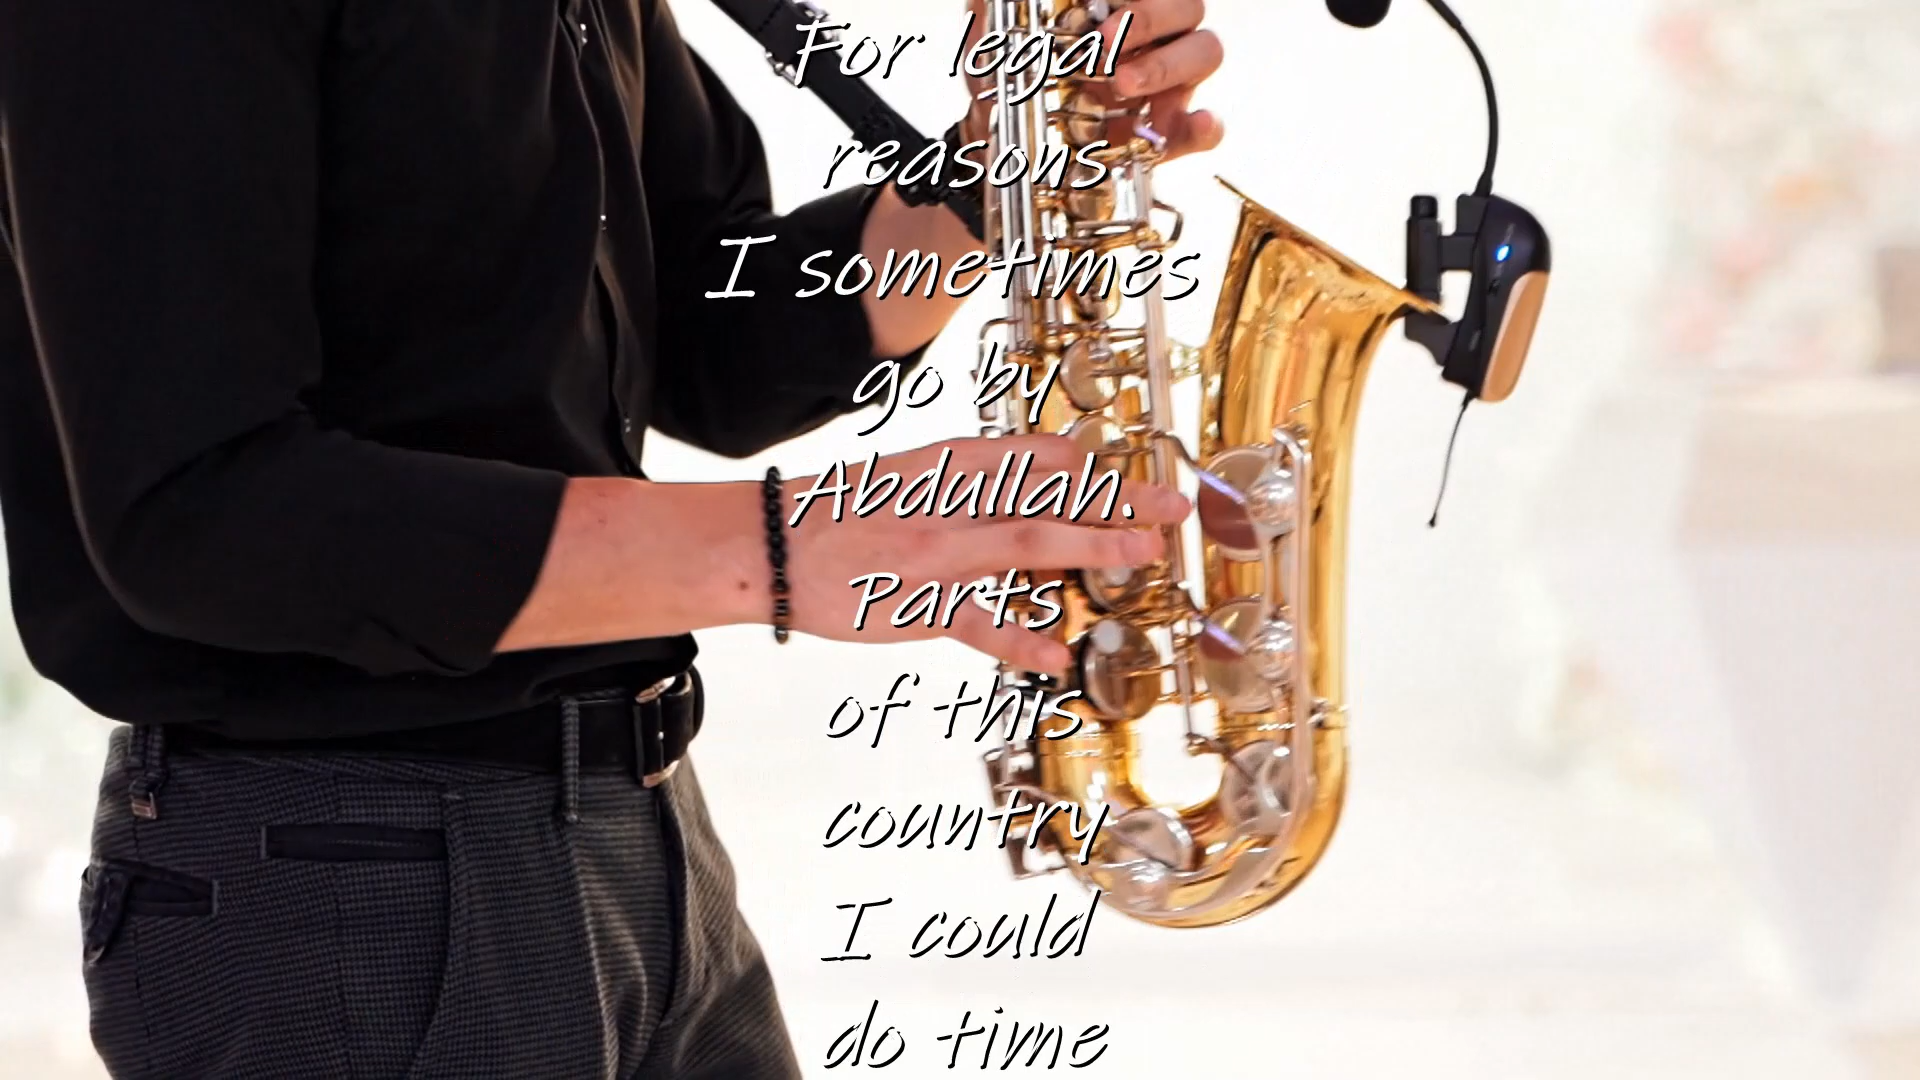 For legal
reasons
I sometimes
go by
Abdullah.
Parts
of this
country
I could
do time